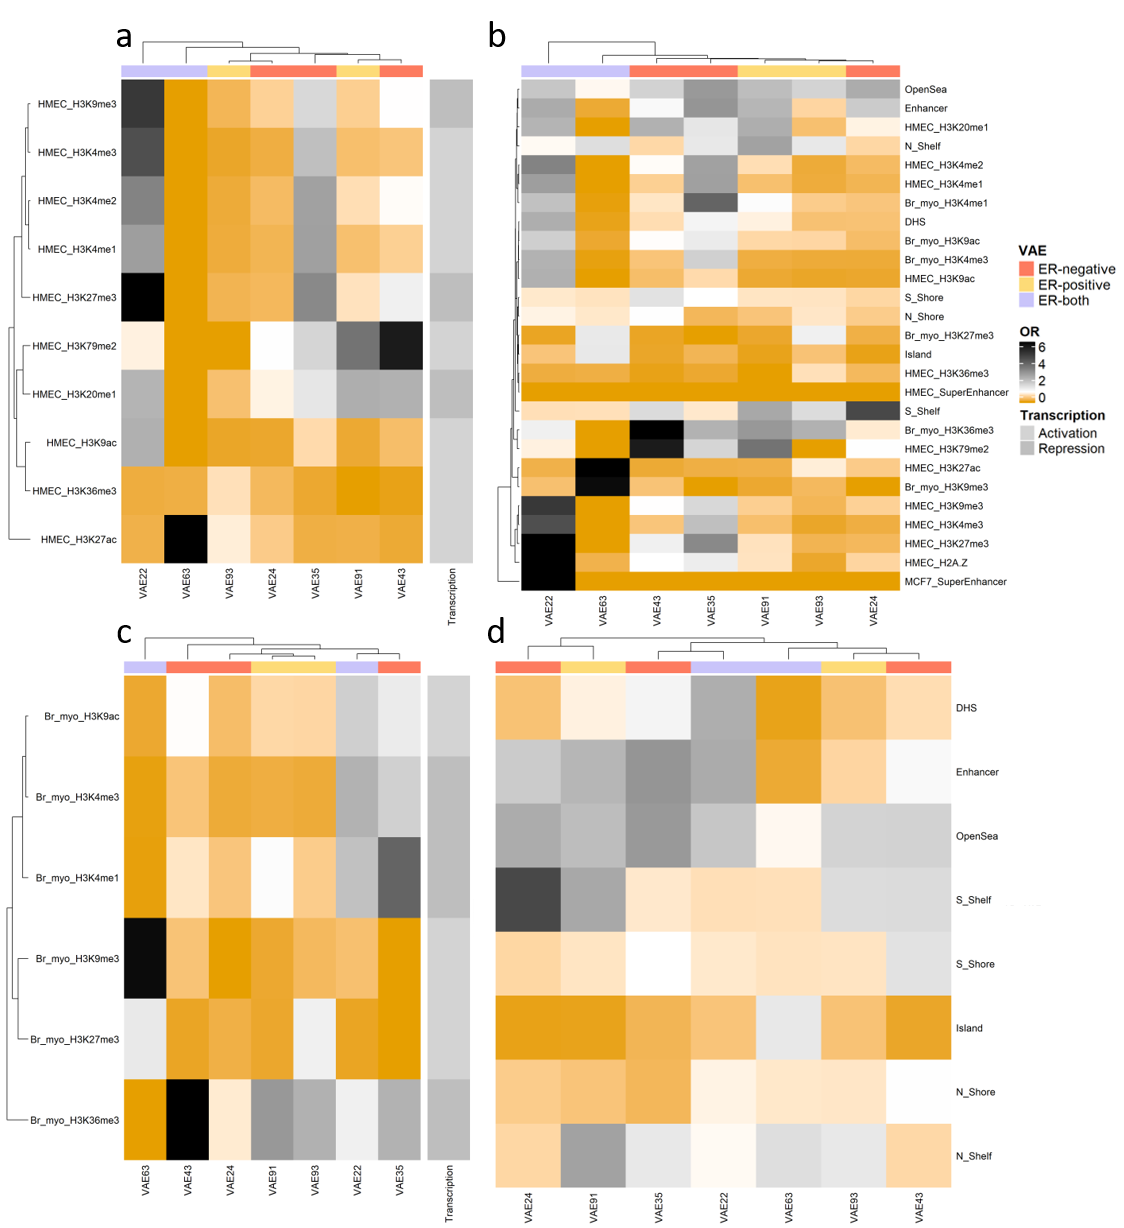 a
HMEC_H3K9me3
HMEC_H3K4me3
HMEC_H3K4me2
HMEC_H3K4me1
HMEC_H3K27me3
HMEC_H3K79me2
HMEC_H3K20me1
HMEC_H3K9ac
HMEC_H3K36me3
HMEC_H3K27ac
VAE22
VAE63
VAE93
VAE24
VAE35
VAE91
VAE43
Transcription
b
OpenSea
Enhancer
HMEC_H3K20me1
N_Shelf
HMEC_H3K4me2
HMEC_H3K4me1
Br_myo_H3K4me1
DHS
Br_myo_H3K9ac
Br_myo_H3K4me3
HMEC_H3K9ac
S_Shore
N_Shore
Br_myo_H3K27me3
Island
HMEC_H3K36me3
HMEC_SuperEnhancer
S_Shelf
Br_myo_H3K36me3
HMEC_H3K79me2
HMEC_H3K27ac
Br_myo_H3K9me3
HMEC_H3K9me3
HMEC_H3K4me3
HMEC_H3K27me3
HMEC_H2A.Z
MCF7_SuperEnhancer
VAE22
VAE63
VAE43
VAE35
VAE91
VAE93
VAE24
VAE
ER-negative
ER-positive
ER-both
OR
6
4
2
0
Transcription
Activation
Repression
c
Br_myo_H3K9ac
Br_myo_H3K4me3
Br_myo_H3K4me1
Br_myo_H3K9me3
Br_myo_H3K27me3
Br_myo_H3K36me3
VAE63
VAE43
VAE24
VAE91
VAE93
VAE22
VAE35
Transcription
d
DHS
Enhancer
OpenSea
S_Shelf
S_Shore
Island
N_Shore
N_Shelf
VAE24
VAE91
VAE35
VAE22
VAE63
VAE93
VAE43